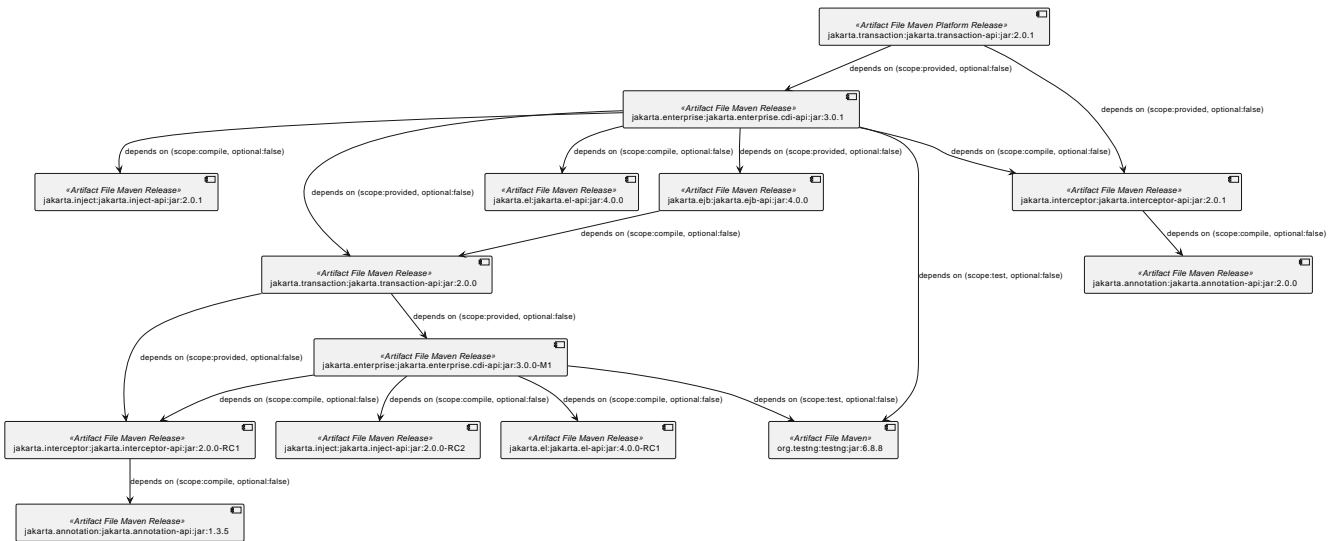 «Artifact File Maven Platform Release»
jakarta.transaction:jakarta.transaction-api:jar:2.0.1
depends on (scope:provided, optional:false)
«Artifact File Maven Release»
jakarta.enterprise:jakarta.enterprise.cdi-api:jar:3.0.1
depends on (scope:provided, optional:false)
depends on (scope:compile, optional:false)
depends on (scope:compile, optional:false)
depends on (scope:provided, optional:false)
depends on (scope:compile, optional:false)
«Artifact File Maven Release»
jakarta.inject:jakarta.inject-api:jar:2.0.1
depends on (scope:provided, optional:false)
«Artifact File Maven Release»
jakarta.el:jakarta.el-api:jar:4.0.0
«Artifact File Maven Release»
jakarta.ejb:jakarta.ejb-api:jar:4.0.0
«Artifact File Maven Release»
jakarta.interceptor:jakarta.interceptor-api:jar:2.0.1
depends on (scope:compile, optional:false)
depends on (scope:compile, optional:false)
«Artifact File Maven Release»
jakarta.transaction:jakarta.transaction-api:jar:2.0.0
depends on (scope:test, optional:false)
«Artifact File Maven Release»
jakarta.annotation:jakarta.annotation-api:jar:2.0.0
depends on (scope:provided, optional:false)
depends on (scope:provided, optional:false)
«Artifact File Maven Release»
jakarta.enterprise:jakarta.enterprise.cdi-api:jar:3.0.0-M1
depends on (scope:compile, optional:false)
depends on (scope:compile, optional:false)
depends on (scope:compile, optional:false)
depends on (scope:test, optional:false)
«Artifact File Maven Release»
jakarta.interceptor:jakarta.interceptor-api:jar:2.0.0-RC1
«Artifact File Maven Release»
jakarta.inject:jakarta.inject-api:jar:2.0.0-RC2
«Artifact File Maven Release»
jakarta.el:jakarta.el-api:jar:4.0.0-RC1
«Artifact File Maven»
org.testng:testng:jar:6.8.8
depends on (scope:compile, optional:false)
«Artifact File Maven Release»
jakarta.annotation:jakarta.annotation-api:jar:1.3.5